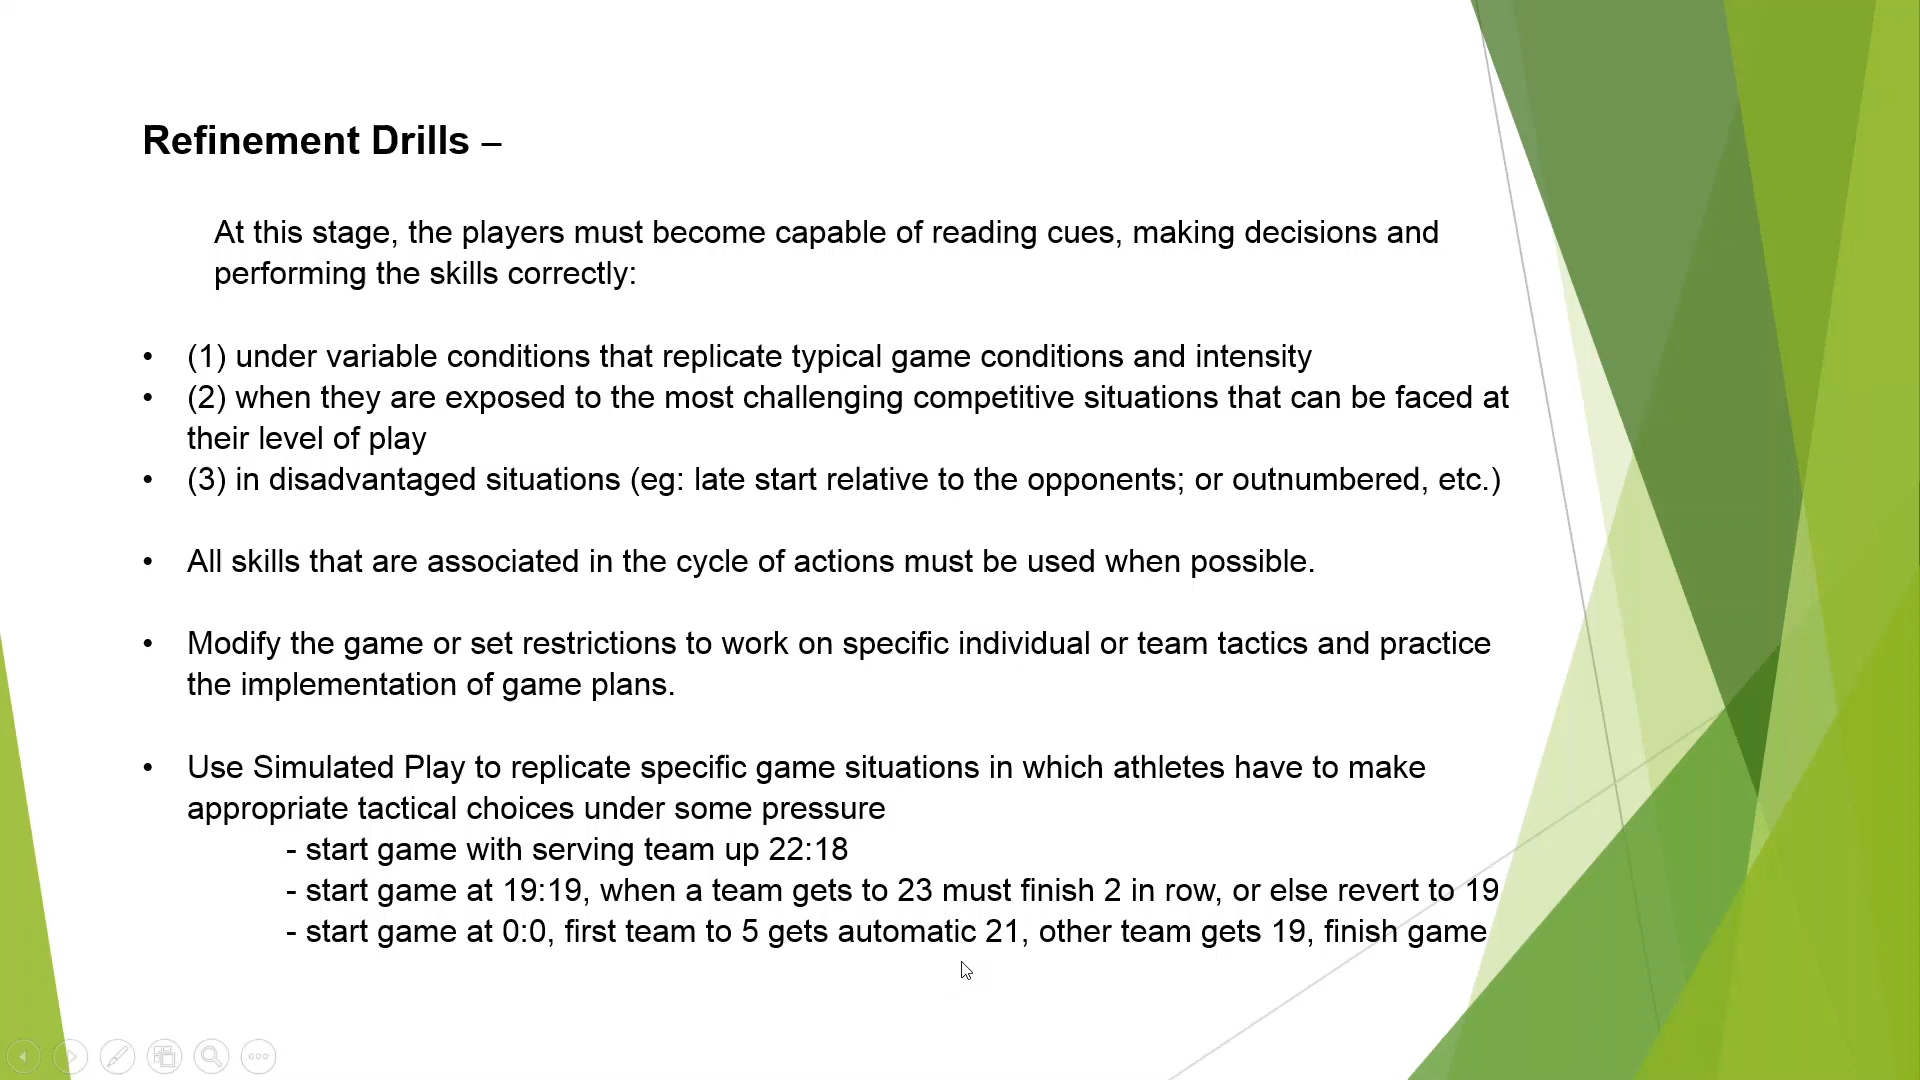 Refinement Drills –
At this stage, the players must become capable of reading cues, making decisions and
performing the skills correctly:
• (1) under variable conditions that replicate typical game conditions and intensity
• (2) when they are exposed to the most challenging competitive situations that can be faced at
their level of play
• (3) in disadvantaged situations (eg: late start relative to the opponents; or outnumbered, etc.)
• All skills that are associated in the cycle of actions must be used when possible.
• Modify the game or set restrictions to work on specific individual or team tactics and practice
the implementation of game plans.
• Use Simulated Play to replicate specific game situations in which athletes have to make
appropriate tactical choices under some pressure
- start game with serving team up 22:18
- start game at 19:19, when a team gets to 23 must finish 2 in row, or else revert to 19
- start game at 0:0, first team to 5 gets automatic 21, other team gets 19, finish game